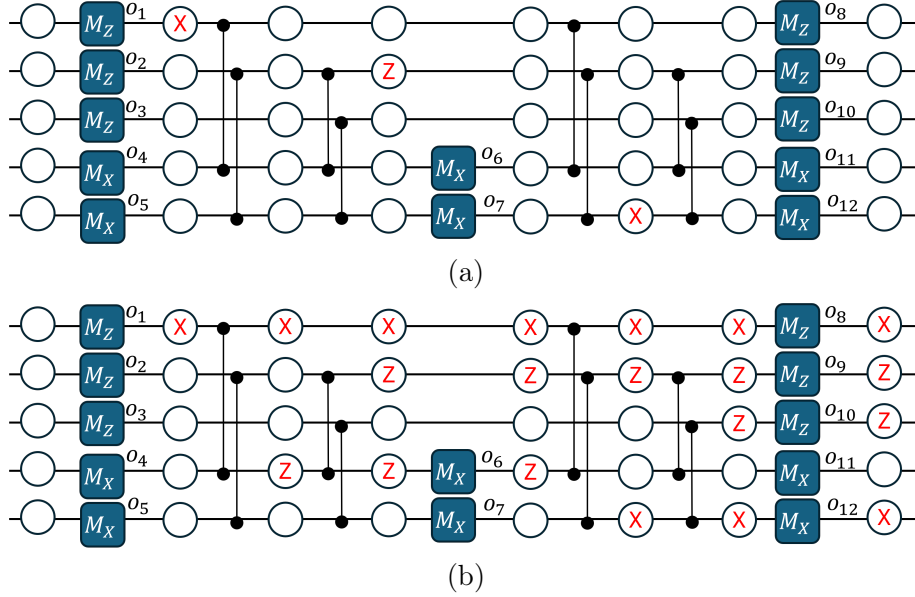 M_Z o_1 X M_Z o_8
M_Z o_2 Z M_Z o_9
M_Z o_3 M_Z o_10
M_X o_4 M_X o_6 M_X o_11
M_X o_5 M_X o_7 X M_X o_12
(a)
M_Z o_1 X X X X X X M_Z o_8 X
M_Z o_2 Z Z Z Z M_Z o_9 Z
M_Z o_3 Z M_Z o_10 Z
M_X o_4 Z Z M_X o_6 Z M_X o_11
M_X o_5 M_X o_7 X X M_X o_12 X
(b)